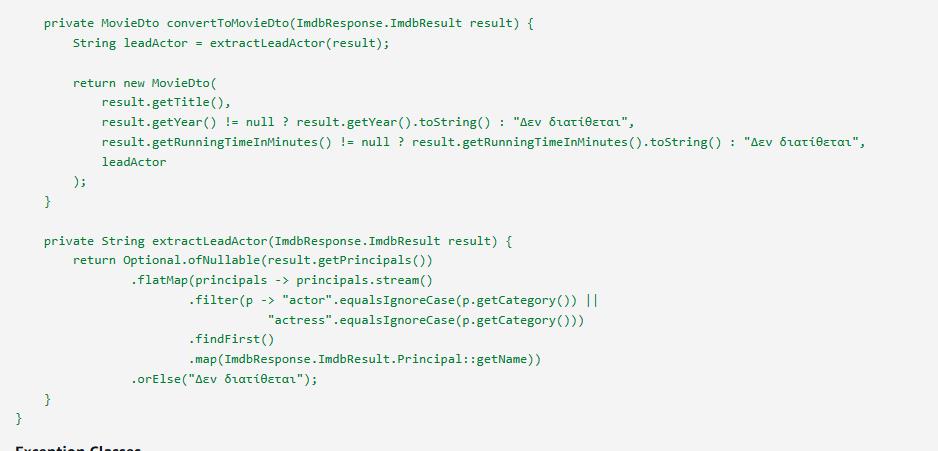 private MovieDto convertToMovieDto(ImdbResponse.ImdbResult result) {
String leadActor = extractLeadActor(result);
return new MovieDto(
result.getTitle(),
result.getYear() != null ? result.getYear().toString() : "Δεν διατίθεται",
result.getRunningTimeInMinutes() != null ? result.getRunningTimeInMinutes().toString() : "Δεν διατίθεται",
leadActor
);
}
private String extractLeadActor(ImdbResponse.ImdbResult result) {
return Optional.ofNullable(result.getPrincipals())
.flatMap(principals -> principals.stream()
.filter(p -> "actor".equalsIgnoreCase(p.getCategory()) ||
"actress".equalsIgnoreCase(p.getCategory()))
.findFirst()
.map(ImdbResponse.ImdbResult.Principal::getName))
.orElse("Δεν διατίθεται");
}
}
Exception Classes